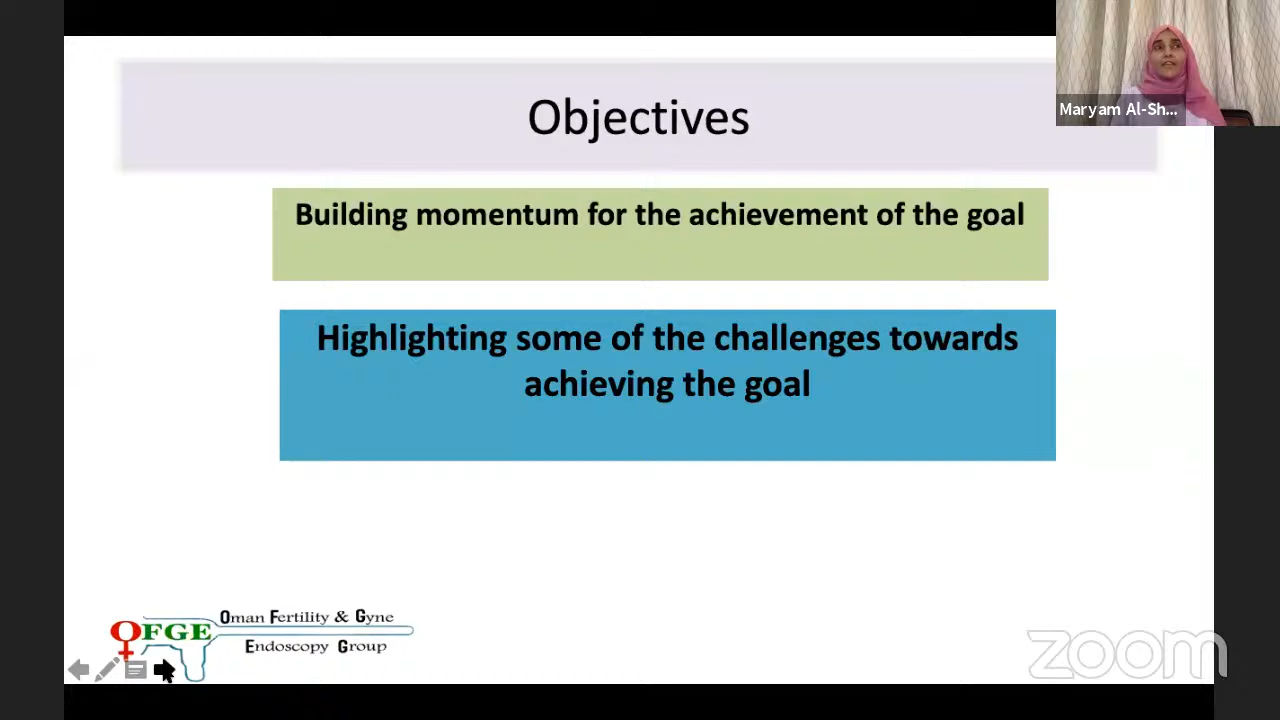 Objectives
Maryam Al-Sh...
Building momentum for the achievement of the goal
Highlighting some of the challenges towards
achieving the goal
OFGE
Oman Fertility & Gyne
Endoscopy Group
zoom